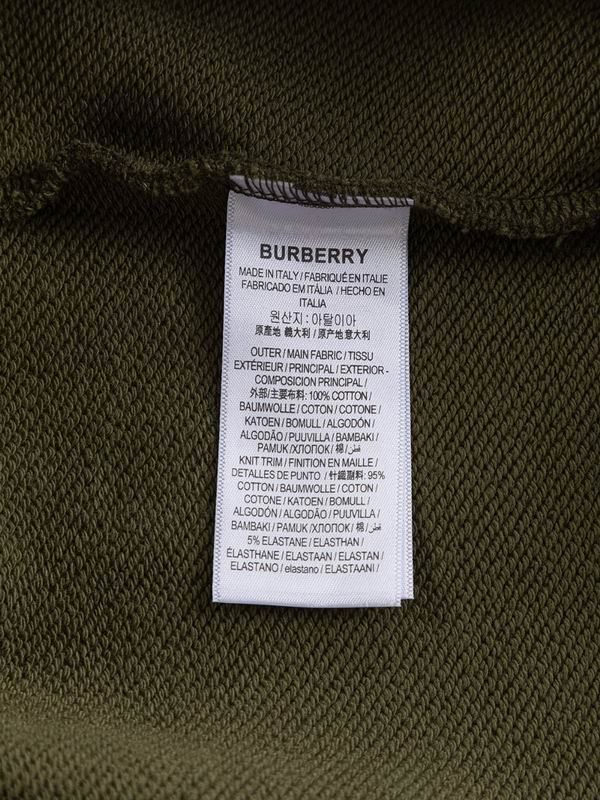 BURBERRY
MADE IN ITALY / FABRIQUÉ EN ITALIE
FABRICADO EM ITÁLIA / HECHO EN
ITALIA
원산지 : 아탈이아
原產地 義大利 / 原产地 意大利
OUTER / MAIN FABRIC / TISSU
EXTÉRIEUR / PRINCIPAL / EXTERIOR -
COMPOSICION PRINCIPAL /
外部/主要布料: 100% COTTON /
BAUMWOLLE / COTON / COTONE /
KATOEN / BOMULL / ALGODÓN /
ALGODÃO / PUUVILLA / BAMBAKI /
PAMUK /ХЛОПОК / 棉 / قطن
KNIT TRIM / FINITION EN MAILLE /
DETALLES DE PUNTO / 針織副料: 95%
COTTON / BAUMWOLLE / COTON /
COTONE / KATOEN / BOMULL /
ALGODÓN / ALGODÃO / PUUVILLA /
BAMBAKI / PAMUK /ХЛОПОК / 棉 / قطن
5% ELASTANE / ELASTHAN /
ÉLASTHANE / ELASTAAN / ELASTAN /
ELASTANO / elastano / ELASTAANI /